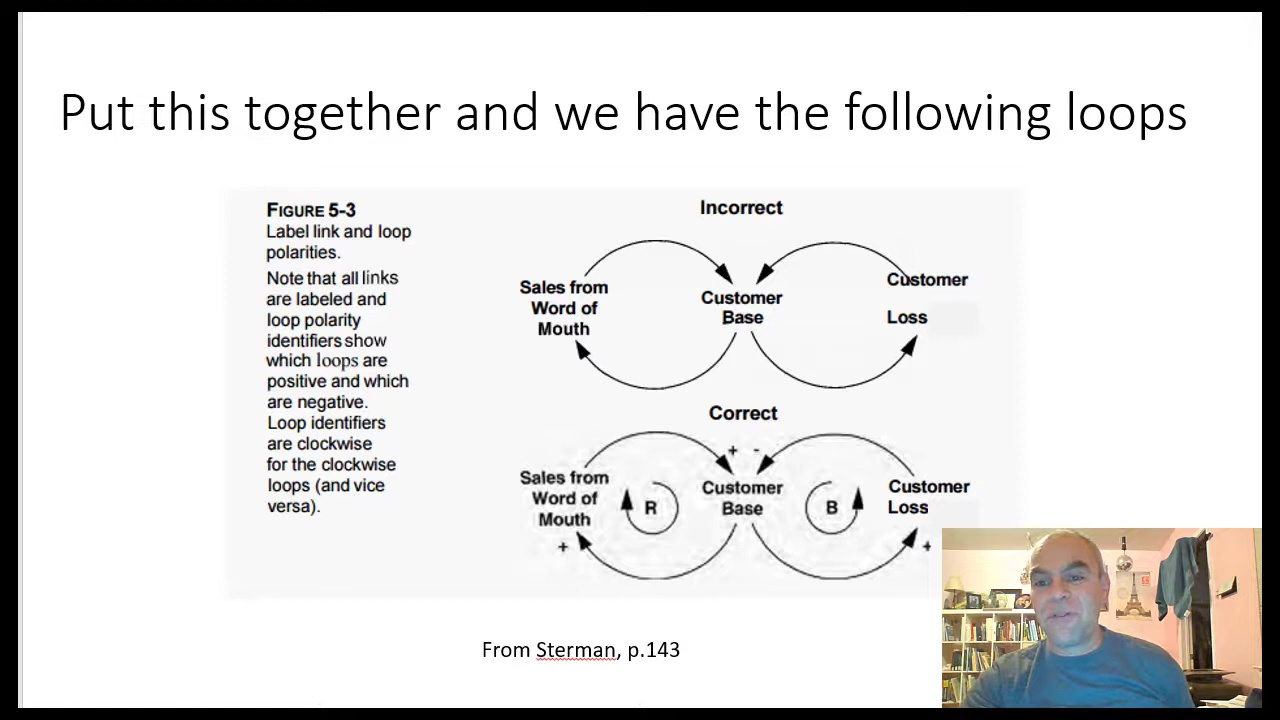 Put this together and we have the following loops
FIGURE 5-3
Label link and loop
polarities.
Note that all links
are labeled and
loop polarity
identifiers show
which loops are
positive and which
are negative.
Loop identifiers
are clockwise
for the clockwise
loops (and vice
versa).
Incorrect
Sales from
Word of
Mouth
Customer
Base
Customer
Loss
Correct
+ -
Sales from
Word of
Mouth
+
R
Customer
Base
B
Customer
Loss
+
From Sterman, p.143